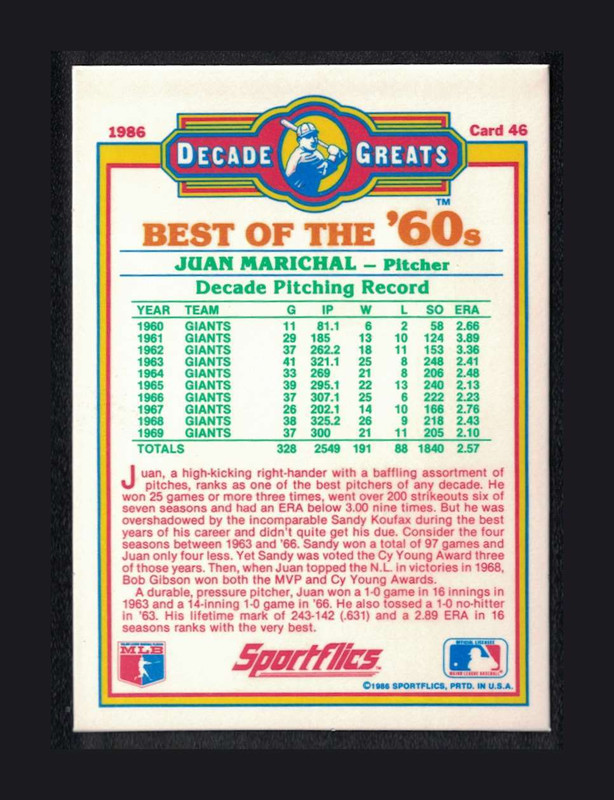 1986
Card 46
DECADE GREATS
TM
BEST OF THE '60s
JUAN MARICHAL – Pitcher
Decade Pitching Record
YEAR TEAM G IP W L SO ERA
1960 GIANTS 11 81.1 6 2 58 2.66
1961 GIANTS 29 185 13 10 124 3.89
1962 GIANTS 37 262.2 18 11 153 3.36
1963 GIANTS 41 321.1 25 8 248 2.41
1964 GIANTS 33 269 21 8 206 2.48
1965 GIANTS 39 295.1 22 13 240 2.13
1966 GIANTS 37 307.1 25 6 222 2.23
1967 GIANTS 26 202.1 14 10 166 2.76
1968 GIANTS 38 325.2 26 9 218 2.43
1969 GIANTS 37 300 21 11 205 2.10
TOTALS 328 2549 191 88 1840 2.57
Juan, a high-kicking right-hander with a baffling assortment of
pitches, ranks as one of the best pitchers of any decade. He
won 25 games or more three times, went over 200 strikeouts six of
seven seasons and had an ERA below 3.00 nine times. But he was
overshadowed by the incomparable Sandy Koufax during the best
years of his career and didn't quite get his due. Consider the four
seasons between 1963 and '66. Sandy won a total of 97 games and
Juan only four less. Yet Sandy was voted the Cy Young Award three
of those years. Then, when Juan topped the N.L. in victories in 1968,
Bob Gibson won both the MVP and Cy Young Awards.
A durable, pressure pitcher, Juan won a 1-0 game in 16 innings in
1963 and a 14-inning 1-0 game in '66. He also tossed a 1-0 no-hitter
in '63. His lifetime mark of 243-142 (.631) and a 2.89 ERA in 16
seasons ranks with the very best.
MLB
Sportflics
OFFICIAL LICENSEE
MAJOR LEAGUE BASEBALL
©1986 SPORTFLICS, PRTD. IN U.S.A.